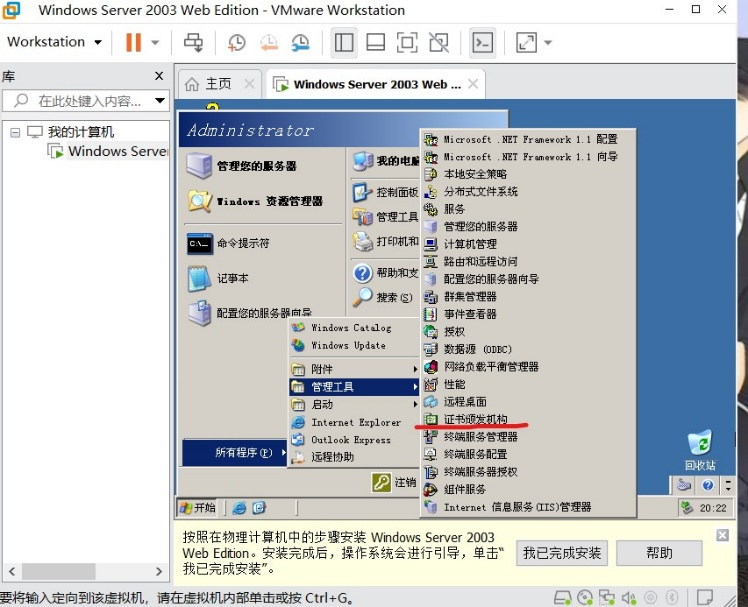 Windows Server 2003 Web Edition - VMware Workstation
Workstation
库
在此处键入内容...
我的计算机
Windows Serve
主页
Windows Server 2003 Web ...
Administrator
管理您的服务器
Windows 资源管理器
命令提示符
记事本
配置您的服务器向导
所有程序(P)
我的电脑
控制面板
管理工具
打印机和
帮助和支
搜索(S)
注销
Windows Catalog
Windows Update
附件
管理工具
启动
Internet Explorer
Outlook Express
远程协助
Microsoft .NET Framework 1.1 配置
Microsoft .NET Framework 1.1 向导
本地安全策略
分布式文件系统
服务
管理您的服务器
计算机管理
路由和远程访问
配置您的服务器向导
群集管理器
事件查看器
授权
数据源 (ODBC)
网络负载平衡管理器
性能
远程桌面
证书颁发机构
终端服务管理器
终端服务配置
终端服务器授权
组件服务
Internet 信息服务(IIS)管理器
回收站
开始
20:22
按照在物理计算机中的步骤安装 Windows Server 2003
Web Edition。安装完成后，操作系统会进行引导，单击“
我已完成安装”。
我已完成安装
帮助
要将输入定向到该虚拟机，请在虚拟机内部单击或按 Ctrl+G。